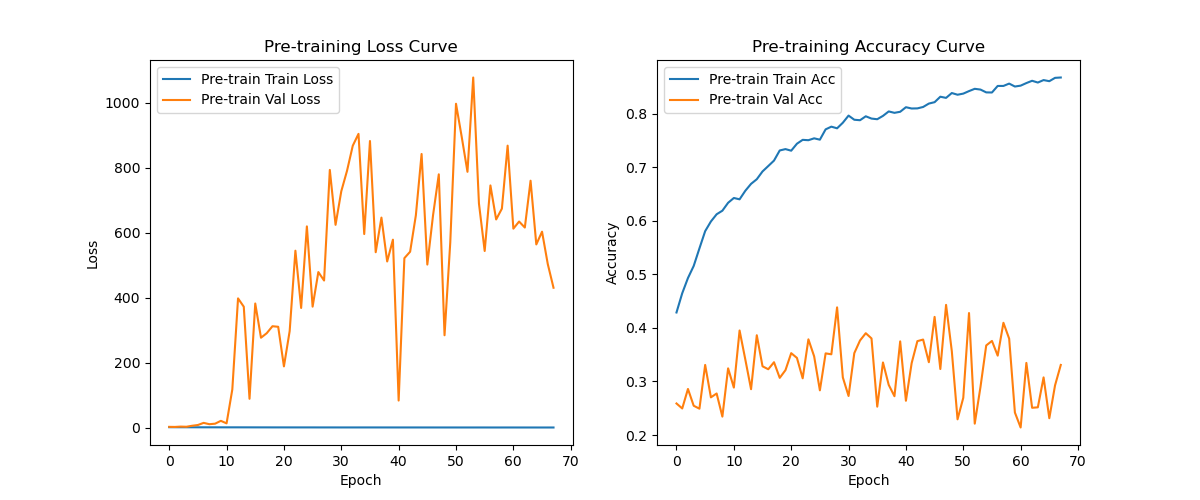 Pre-training Loss Curve
Pre-train Train Loss
Pre-train Val Loss
Loss
1000
800
600
400
200
0
0 10 20 30 40 50 60 70
Epoch
Pre-training Accuracy Curve
Pre-train Train Acc
Pre-train Val Acc
Accuracy
0.8
0.7
0.6
0.5
0.4
0.3
0.2
0 10 20 30 40 50 60 70
Epoch